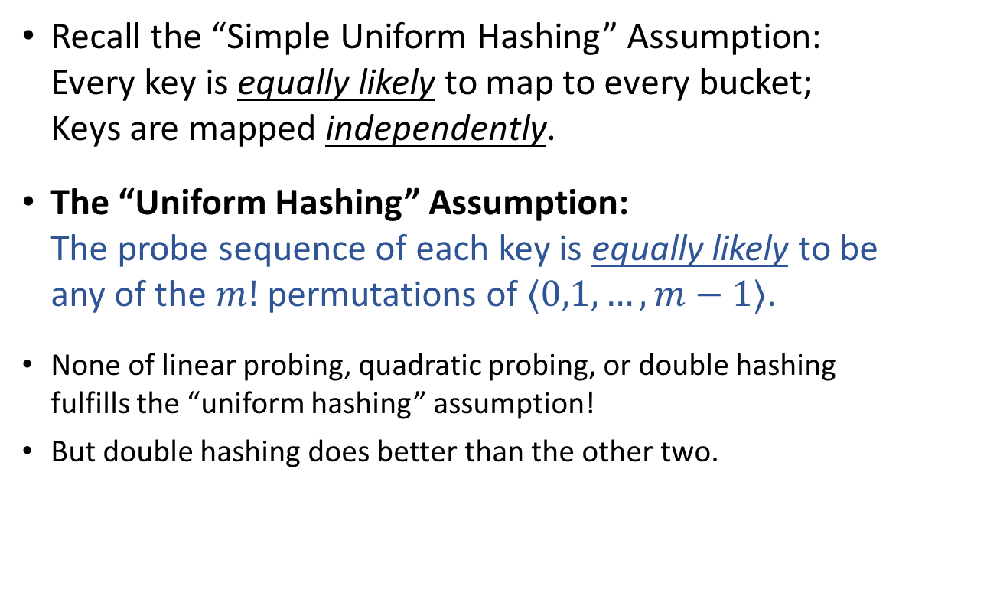 • Recall the “Simple Uniform Hashing” Assumption:
Every key is equally likely to map to every bucket;
Keys are mapped independently.
• The “Uniform Hashing” Assumption:
The probe sequence of each key is equally likely to be
any of the 𝑚! permutations of ⟨0,1, … , 𝑚 − 1⟩.
• None of linear probing, quadratic probing, or double hashing
fulfills the “uniform hashing” assumption!
• But double hashing does better than the other two.